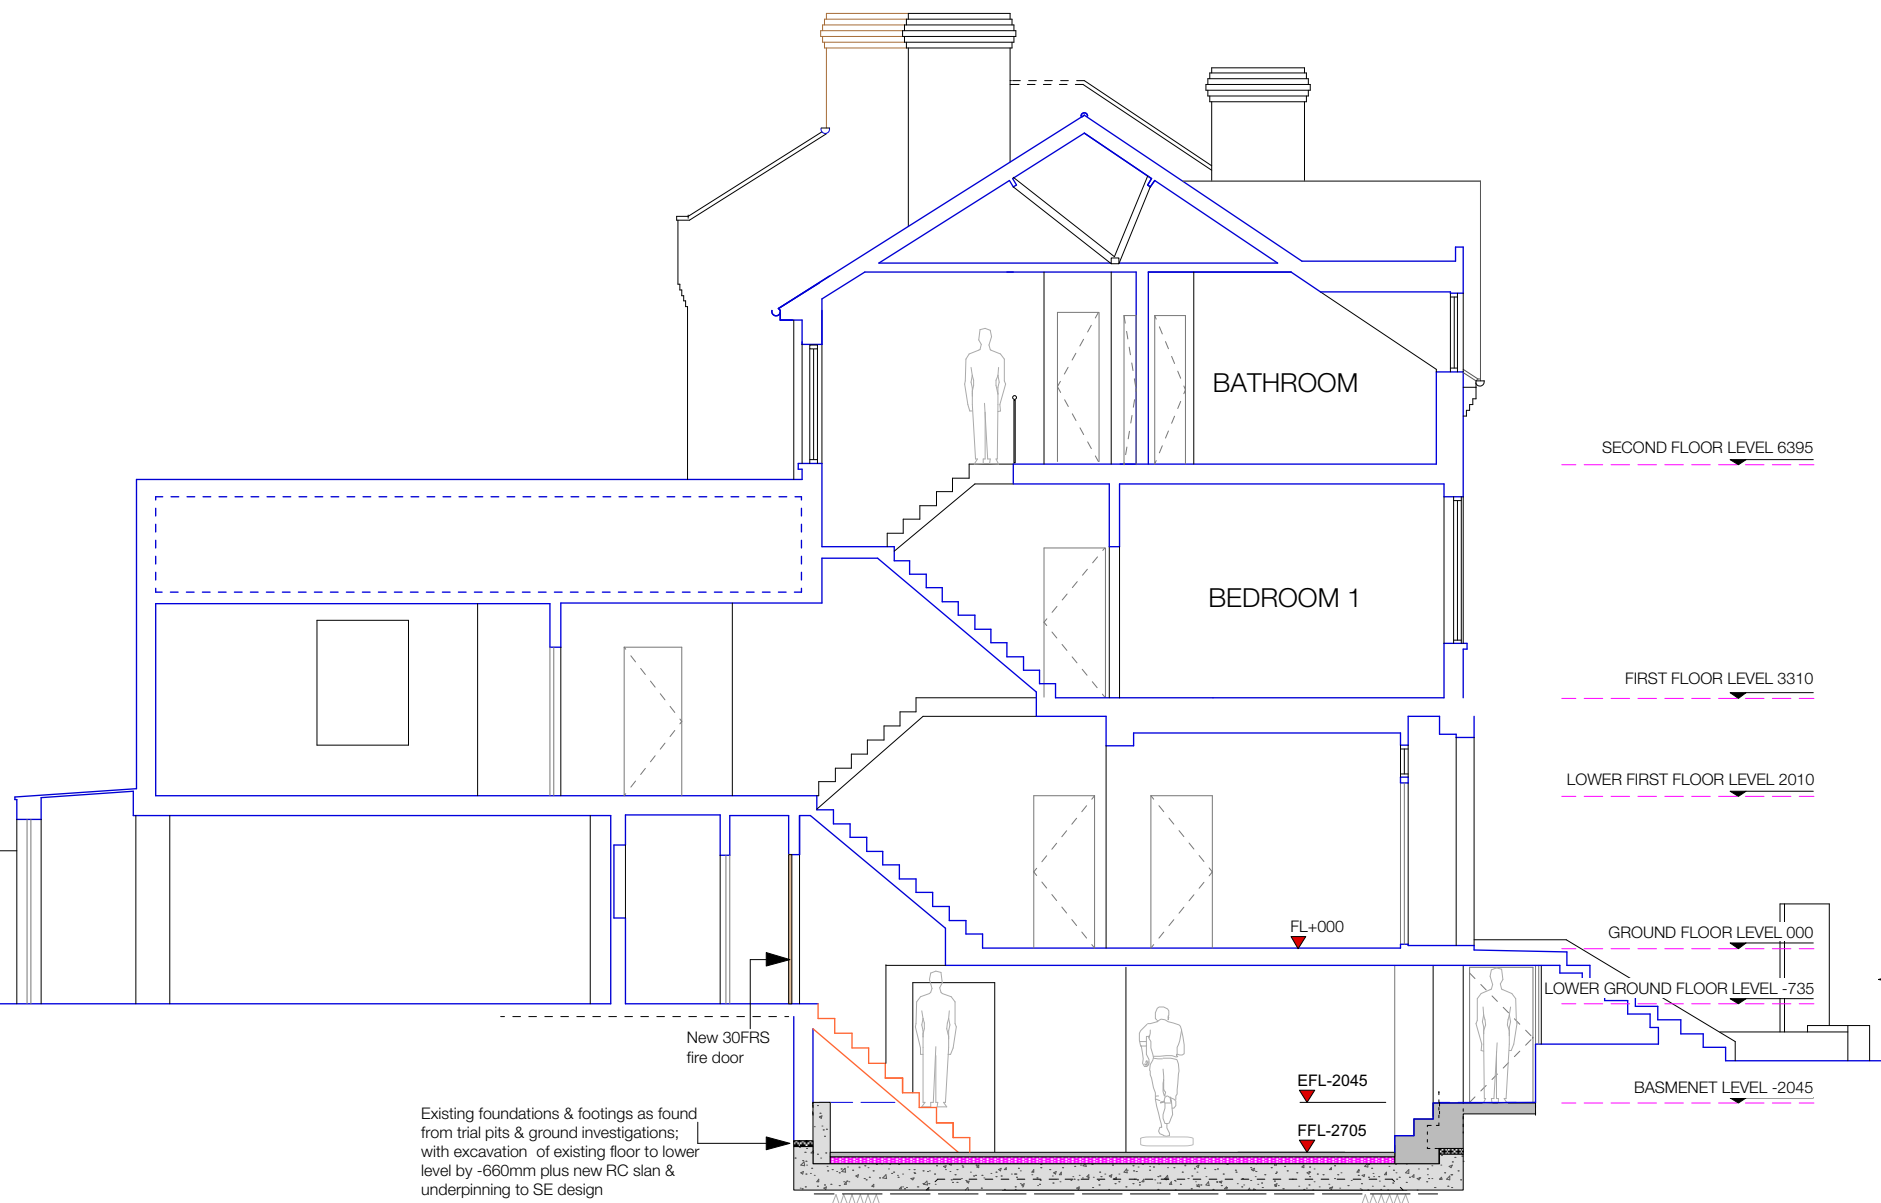 BATHROOM
SECOND FLOOR LEVEL 6395
BEDROOM 1
FIRST FLOOR LEVEL 3310
LOWER FIRST FLOOR LEVEL 2010
FL+000
GROUND FLOOR LEVEL 000
LOWER GROUND FLOOR LEVEL -735
New 30FRS
fire door
EFL-2045
BASMENET LEVEL -2045
Existing foundations & footings as found
from trial pits & ground investigations;
with excavation of existing floor to lower
level by -660mm plus new RC slan &
underpinning to SE design
FFL-2705